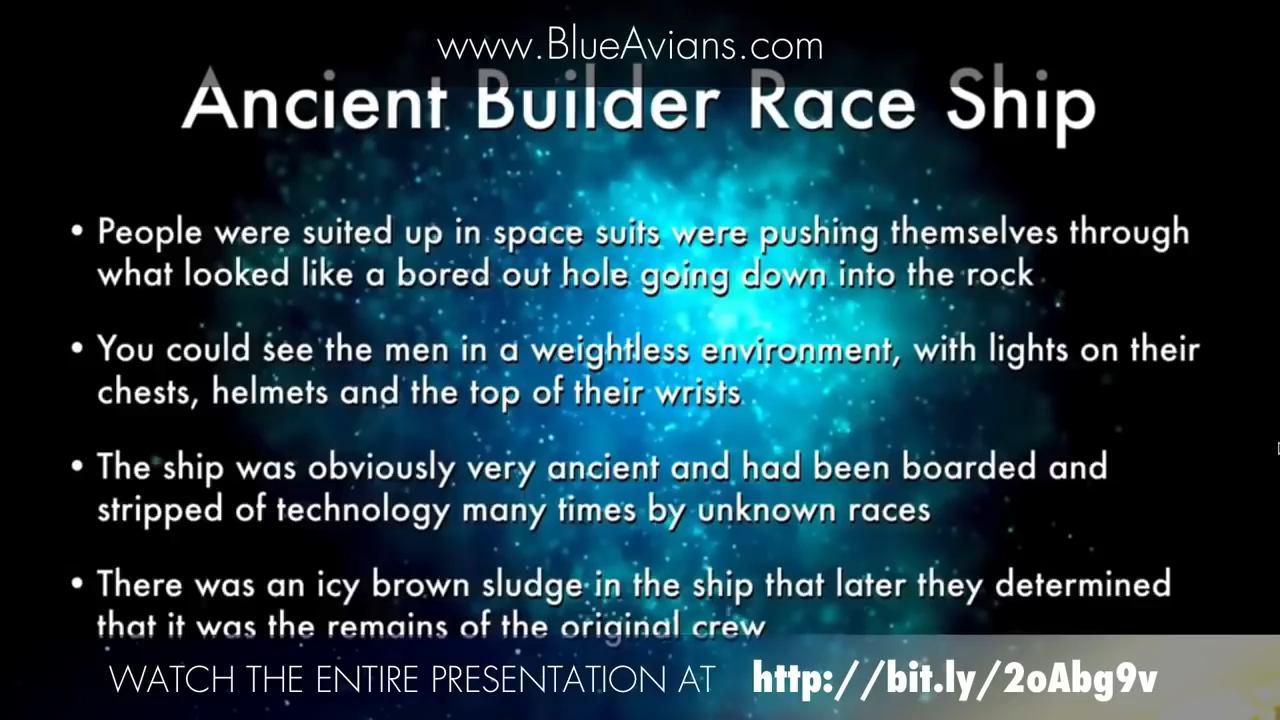 www.BlueAvians.com
Ancient Builder Race Ship
• People were suited up in space suits were pushing themselves through
what looked like a bored out hole going down into the rock
• You could see the men in a weightless environment, with lights on their
chests, helmets and the top of their wrists
• The ship was obviously very ancient and had been boarded and
stripped of technology many times by unknown races
• There was an icy brown sludge in the ship that later they determined
that it was the remains of the original crew
WATCH THE ENTIRE PRESENTATION AT http://bit.ly/2oAbg9v